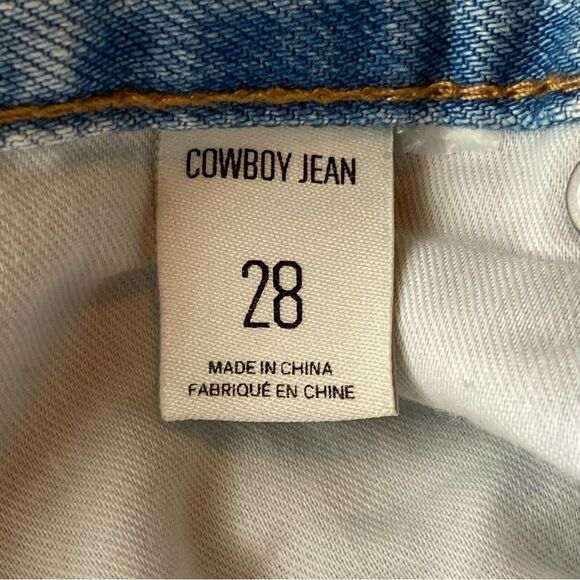 COWBOY JEAN
28
MADE IN CHINA
FABRIQUÉ EN CHINE